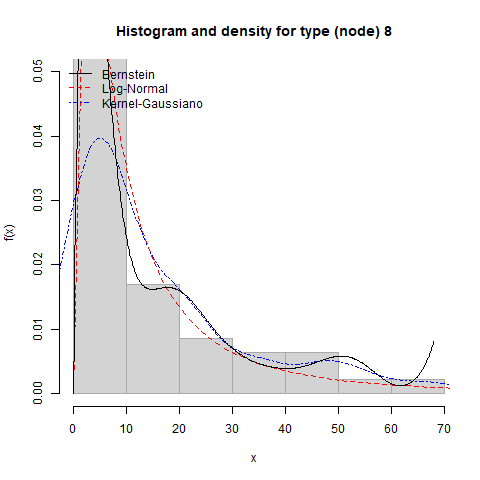 Histogram and density for type (node) 8
0.05
0.04
0.03
0.02
0.01
0.00
f(x)
Bernstein
Log-Normal
Kernel-Gaussiano
0 10 20 30 40 50 60 70
x